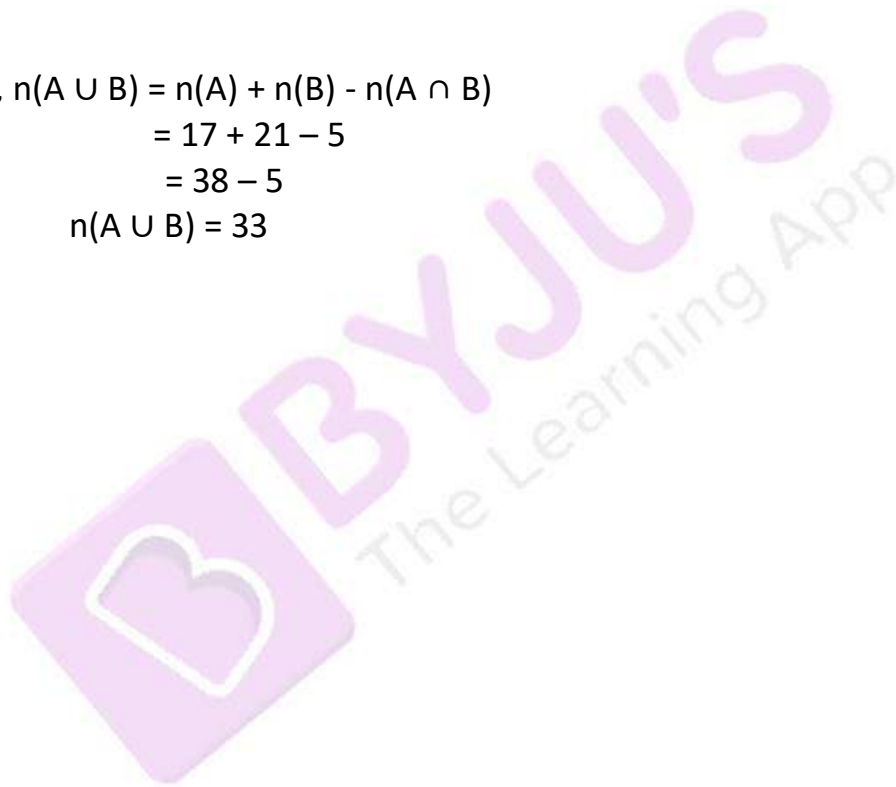 , n(A ∪ B) = n(A) + n(B) - n(A ∩ B)
= 17 + 21 – 5
= 38 – 5
n(A ∪ B) = 33
BYJU'S
The Learning App
B